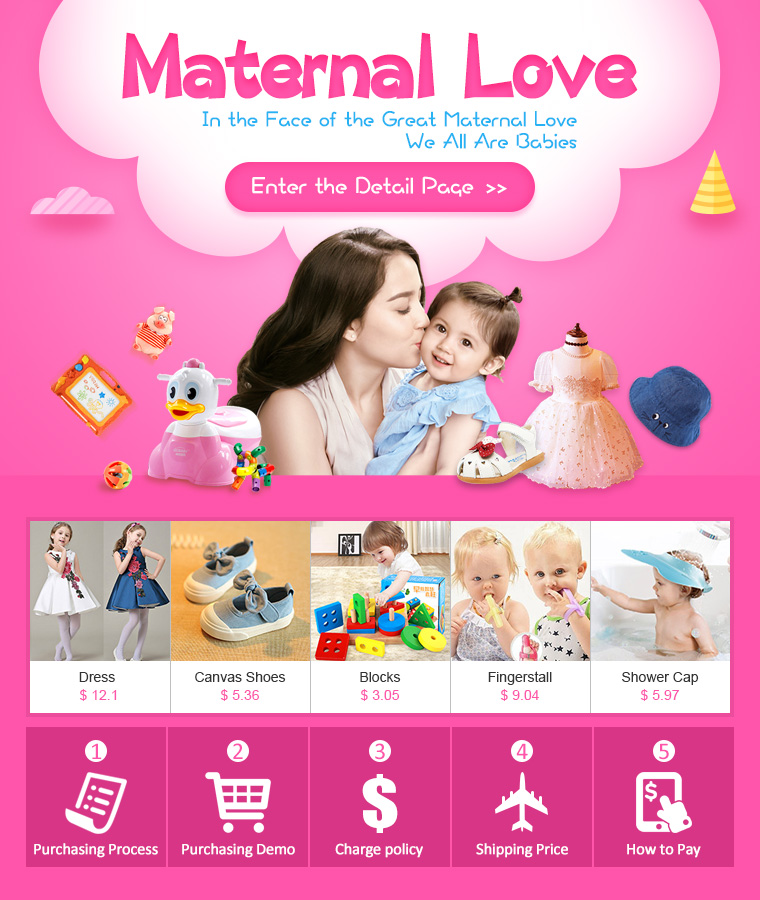 Maternal Love
In the Face of the Great Maternal Love
We All Are Babies
Enter the Detail Page >>
Dress
$ 12.1
Canvas Shoes
$ 5.36
Blocks
$ 3.05
Fingerstall
$ 9.04
Shower Cap
$ 5.97
1
Purchasing Process
2
Purchasing Demo
3
$
Charge policy
4
Shipping Price
5
$
How to Pay